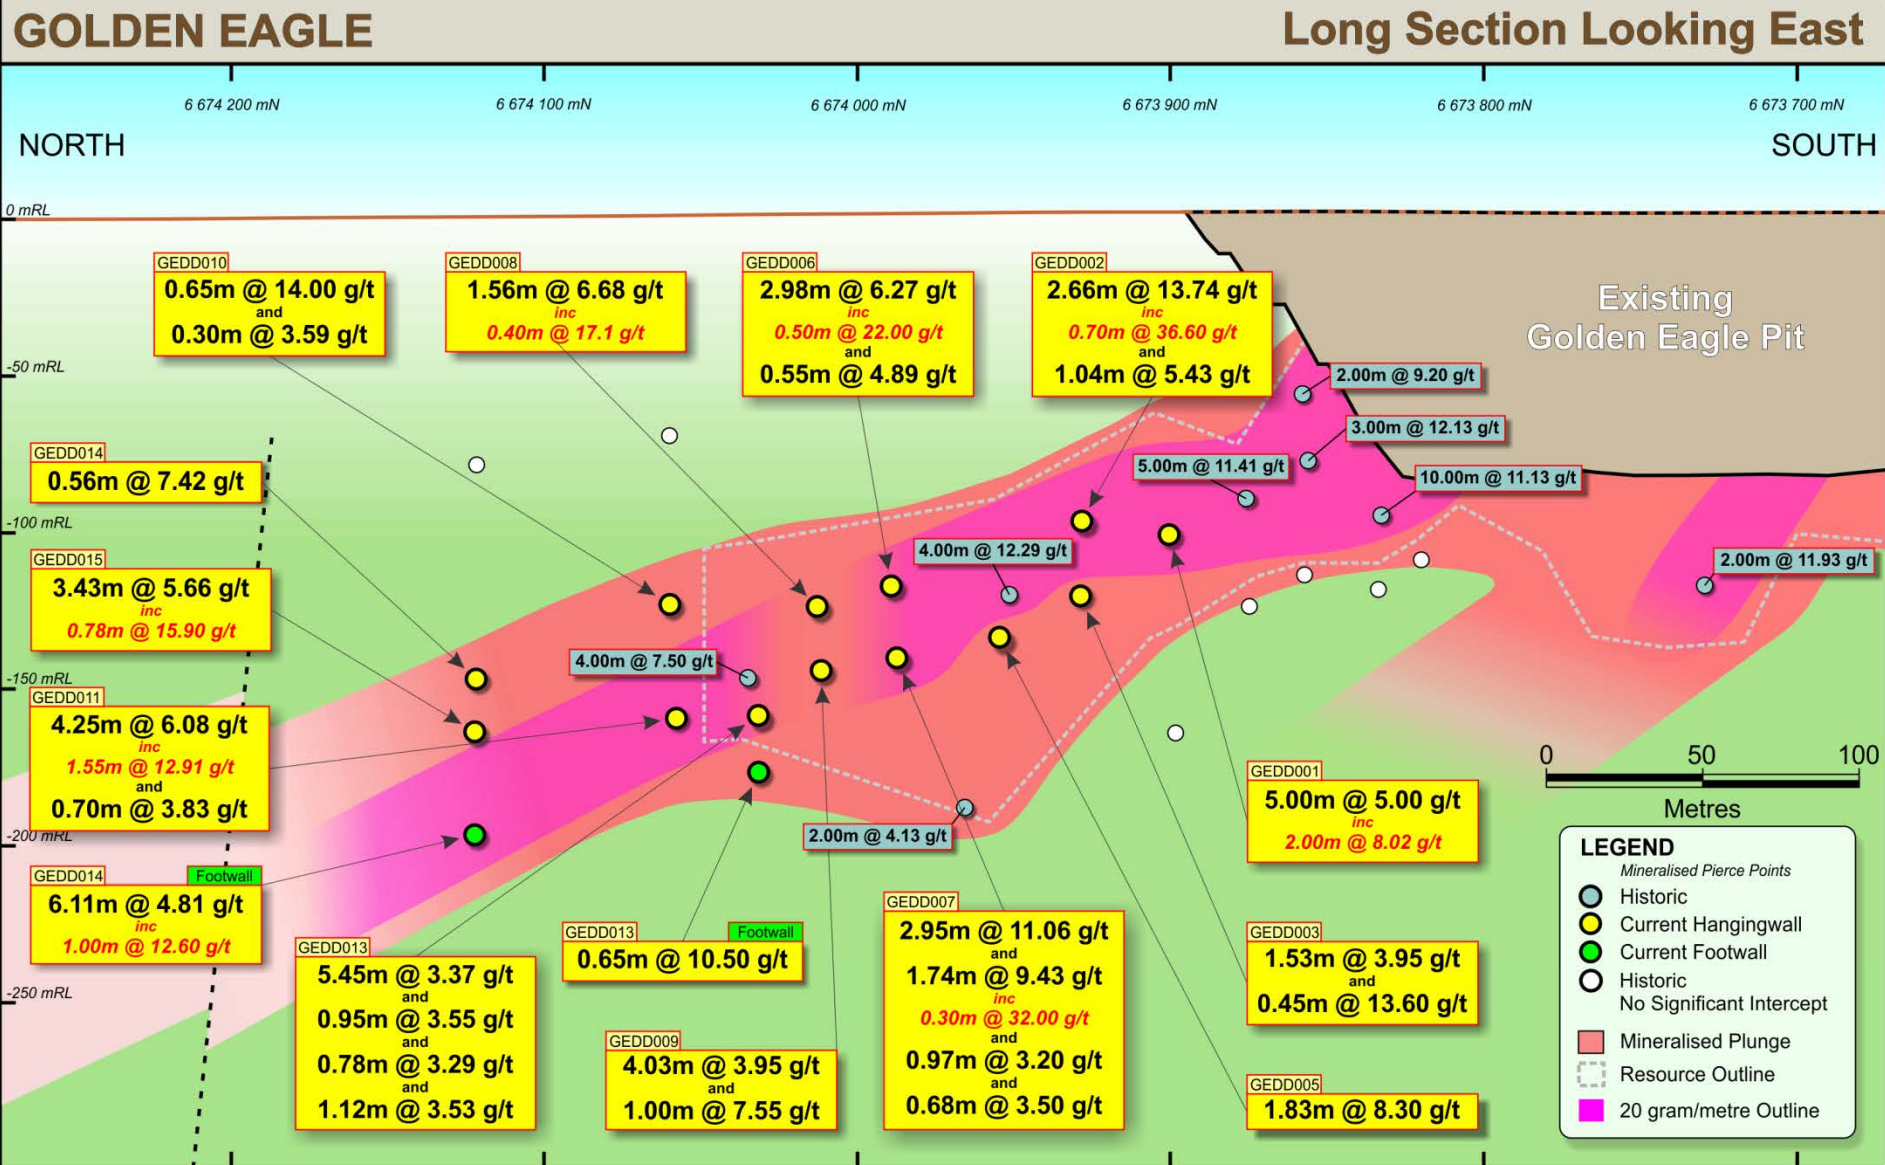 GOLDEN EAGLE
Long Section Looking East
6 674 200 mN
6 674 100 mN
6 674 000 mN
6 673 900 mN
6 673 800 mN
6 673 700 mN
NORTH
SOUTH
0 mRL
-50 mRL
-100 mRL
-150 mRL
-200 mRL
-250 mRL
GEDD010
0.65m @ 14.00 g/t
and
0.30m @ 3.59 g/t
GEDD008
1.56m @ 6.68 g/t
inc
0.40m @ 17.1 g/t
GEDD006
2.98m @ 6.27 g/t
inc
0.50m @ 22.00 g/t
and
0.55m @ 4.89 g/t
GEDD002
2.66m @ 13.74 g/t
inc
0.70m @ 36.60 g/t
and
1.04m @ 5.43 g/t
Existing
Golden Eagle Pit
2.00m @ 9.20 g/t
3.00m @ 12.13 g/t
5.00m @ 11.41 g/t
10.00m @ 11.13 g/t
4.00m @ 12.29 g/t
2.00m @ 11.93 g/t
4.00m @ 7.50 g/t
2.00m @ 4.13 g/t
GEDD014
0.56m @ 7.42 g/t
GEDD015
3.43m @ 5.66 g/t
inc
0.78m @ 15.90 g/t
GEDD011
4.25m @ 6.08 g/t
inc
1.55m @ 12.91 g/t
and
0.70m @ 3.83 g/t
GEDD014
Footwall
6.11m @ 4.81 g/t
inc
1.00m @ 12.60 g/t
GEDD013
5.45m @ 3.37 g/t
and
0.95m @ 3.55 g/t
and
0.78m @ 3.29 g/t
and
1.12m @ 3.53 g/t
GEDD013
Footwall
0.65m @ 10.50 g/t
GEDD009
4.03m @ 3.95 g/t
and
1.00m @ 7.55 g/t
GEDD007
2.95m @ 11.06 g/t
and
1.74m @ 9.43 g/t
inc
0.30m @ 32.00 g/t
and
0.97m @ 3.20 g/t
and
0.68m @ 3.50 g/t
GEDD001
5.00m @ 5.00 g/t
inc
2.00m @ 8.02 g/t
GEDD003
1.53m @ 3.95 g/t
and
0.45m @ 13.60 g/t
GEDD005
1.83m @ 8.30 g/t
0 50 100
Metres
LEGEND
Mineralised Pierce Points
Historic
Current Hangingwall
Current Footwall
Historic
No Significant Intercept
Mineralised Plunge
Resource Outline
20 gram/metre Outline